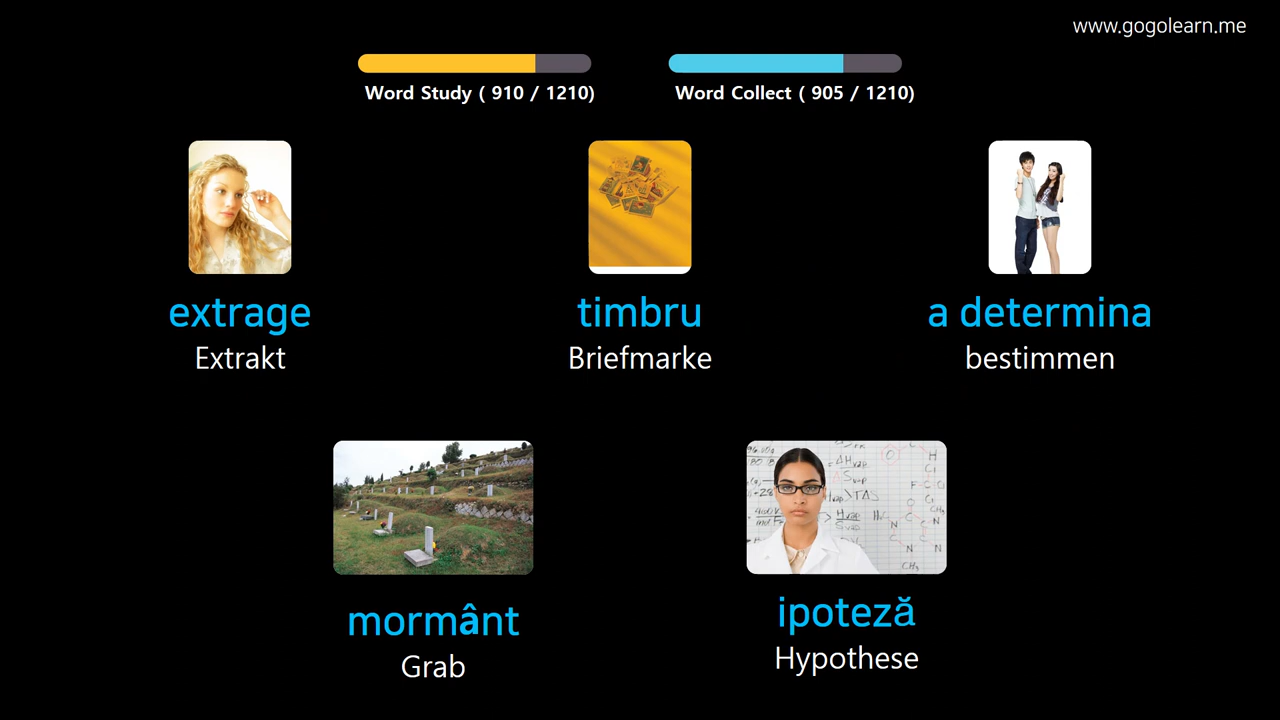 www.gogolearn.me
Word Study ( 910 / 1210)
Word Collect ( 905 / 1210)
extrage
Extrakt
timbru
Briefmarke
a determina
bestimmen
mormânt
Grab
ipoteză
Hypothese